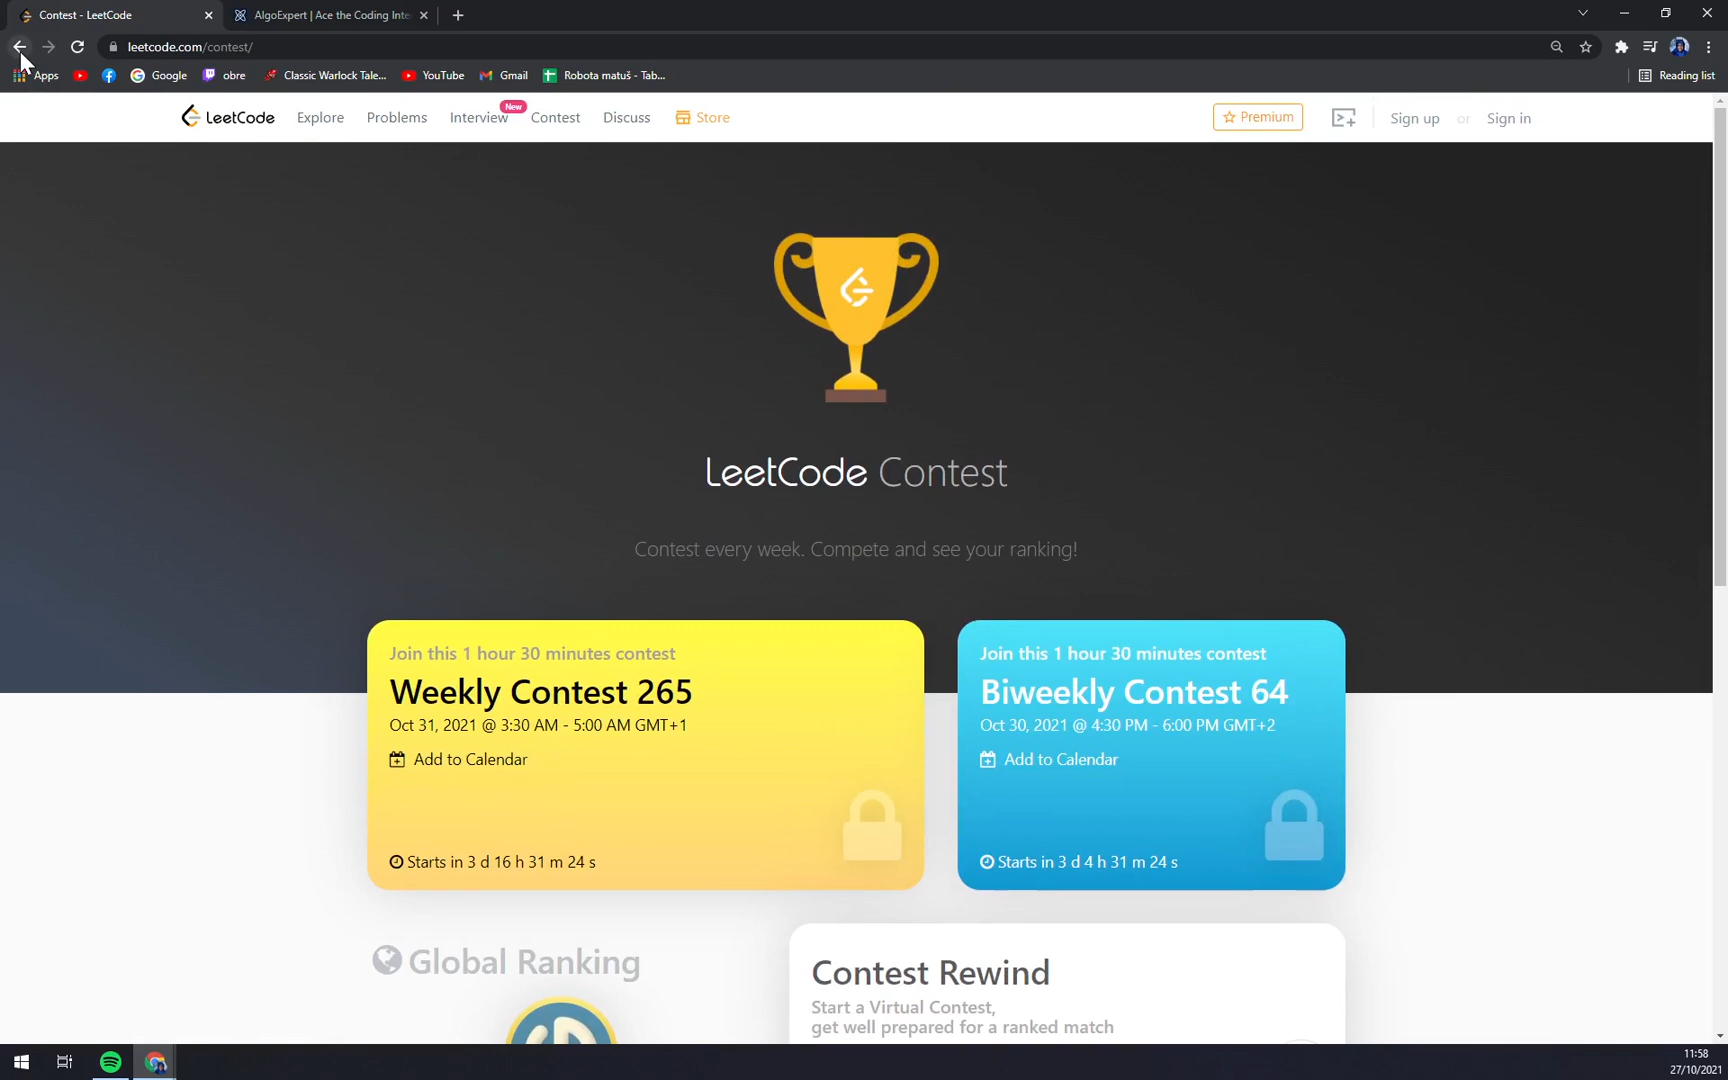 Contest - LeetCode
AlgoExpert | Ace the Coding Inte
leetcode.com/contest/
Apps
Google
obre
Classic Warlock Tale...
YouTube
Gmail
Robota matuš - Tab...
Reading list
LeetCode
Explore
Problems
Interview
New
Contest
Discuss
Store
Premium
Sign up
or
Sign in
LeetCode Contest
Contest every week. Compete and see your ranking!
Join this 1 hour 30 minutes contest
Weekly Contest 265
Oct 31, 2021 @ 3:30 AM - 5:00 AM GMT+1
Add to Calendar
Starts in 3 d 16 h 31 m 24 s
Join this 1 hour 30 minutes contest
Biweekly Contest 64
Oct 30, 2021 @ 4:30 PM - 6:00 PM GMT+2
Add to Calendar
Starts in 3 d 4 h 31 m 24 s
Global Ranking
Contest Rewind
Start a Virtual Contest,
get well prepared for a ranked match
11:58
27/10/2021